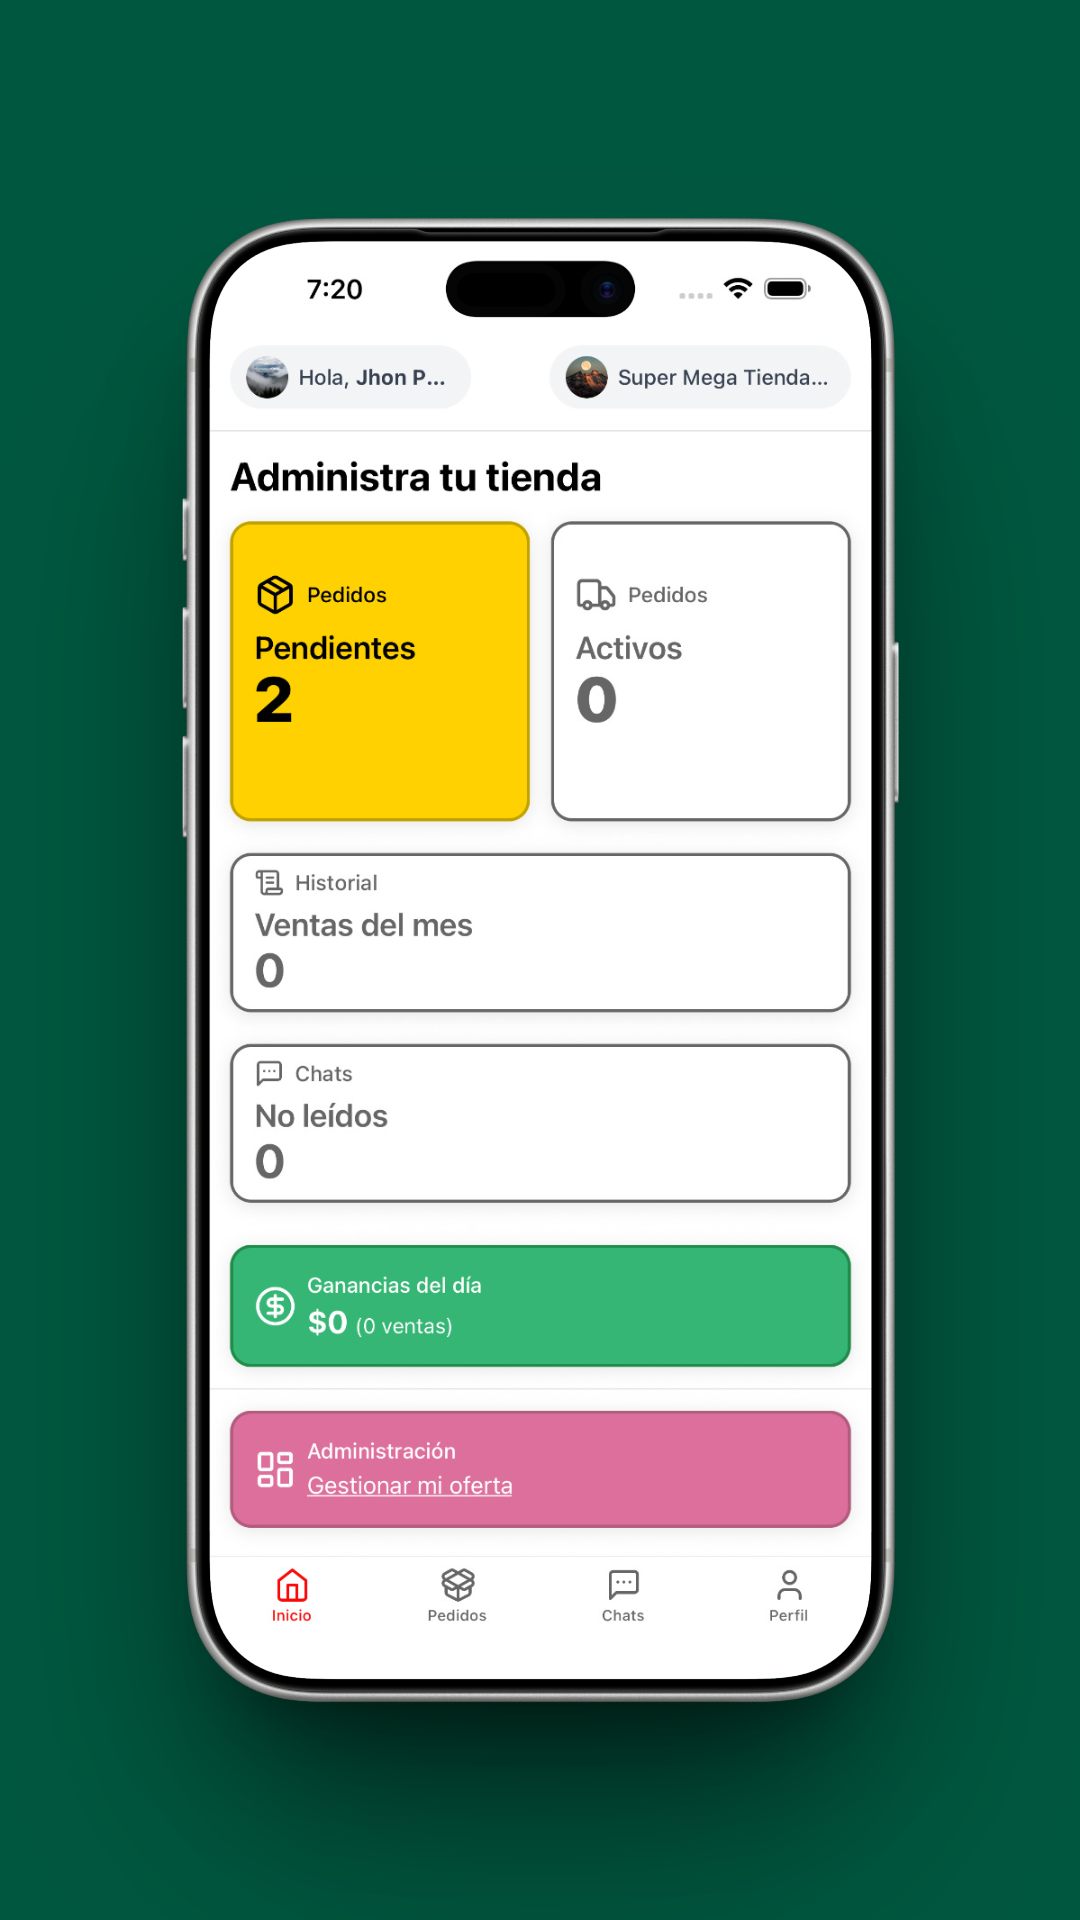 7:20
Hola, Jhon P...
Super Mega Tienda...
Administra tu tienda
Pedidos
Pendientes
2
Pedidos
Activos
0
Historial
Ventas del mes
0
Chats
No leídos
0
Ganancias del día
$0 (0 ventas)
Administración
Gestionar mi oferta
Inicio
Pedidos
Chats
Perfil